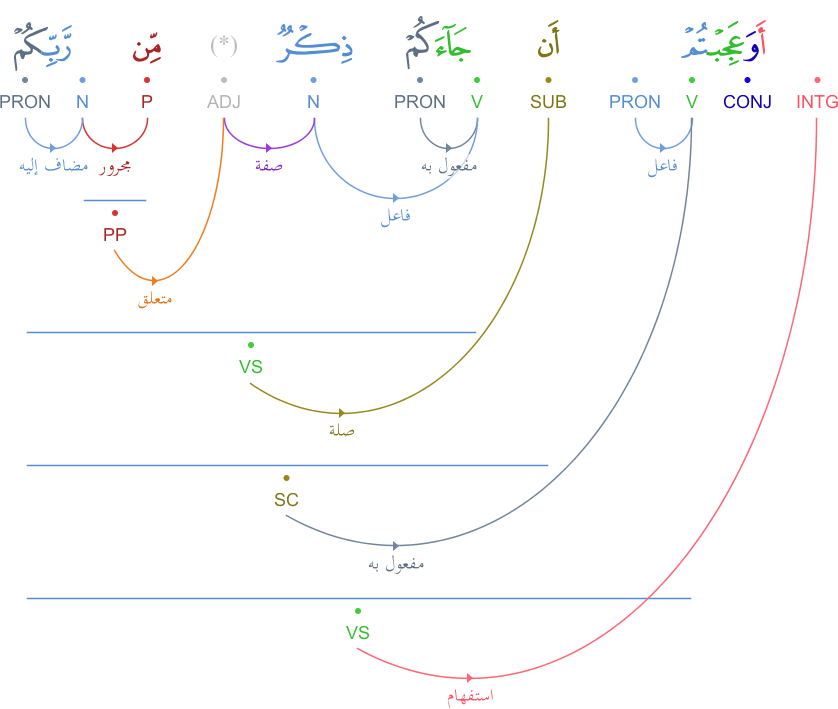 أَوَعَجِبۡتُمۡ أَن جَآءَكُمۡ ذِكۡرٞ (*) مِّن رَّبِّكُمۡ
PRON N P ADJ N PRON V SUB PRON V CONJ INTG
فاعل مفعول به صفة مجرور مضاف إليه
فاعل
PP
متعلق
VS
صلة
SC
مفعول به
VS
استفهام